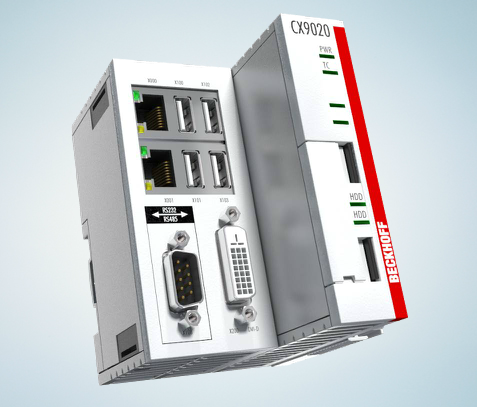 CX9020
PWR
TC
X000 X100 X102
X001 X101 X103
RS232
RS485
HDD
HDD
BECKHOFF